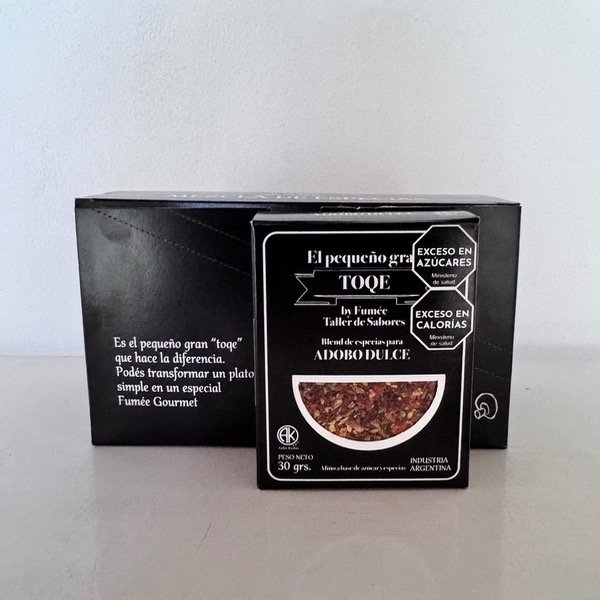 Es el pequeño gran “toqe”
que hace la diferencia.
Podés transformar un plato
simple en un especial
Fumée Gourmet
El pequeño gra
TOQE
by Fumée
Taller de Sabores
Blend de especias para
ADOBO DULCE
EXCESO EN
AZÚCARES
Ministerio
de salud
EXCESO EN
CALORÍAS
Ministerio
de salud
AK
PESO NETO
30 grs.
Aliño a base de azúcar y especias
INDUSTRIA
ARGENTINA